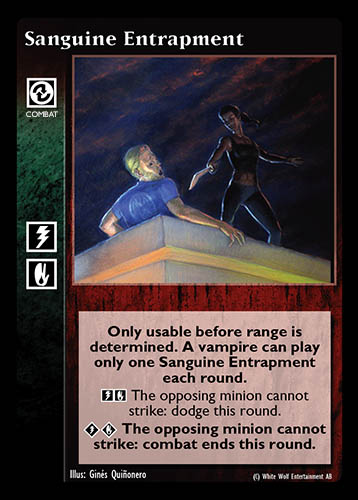 Sanguine Entrapment
COMBAT
Only usable before range is
determined. A vampire can play
only one Sanguine Entrapment
each round.
The opposing minion cannot
strike: dodge this round.
The opposing minion cannot
strike: combat ends this round.
Illus: Ginés Quiñonero
(C) White Wolf Entertainment AB